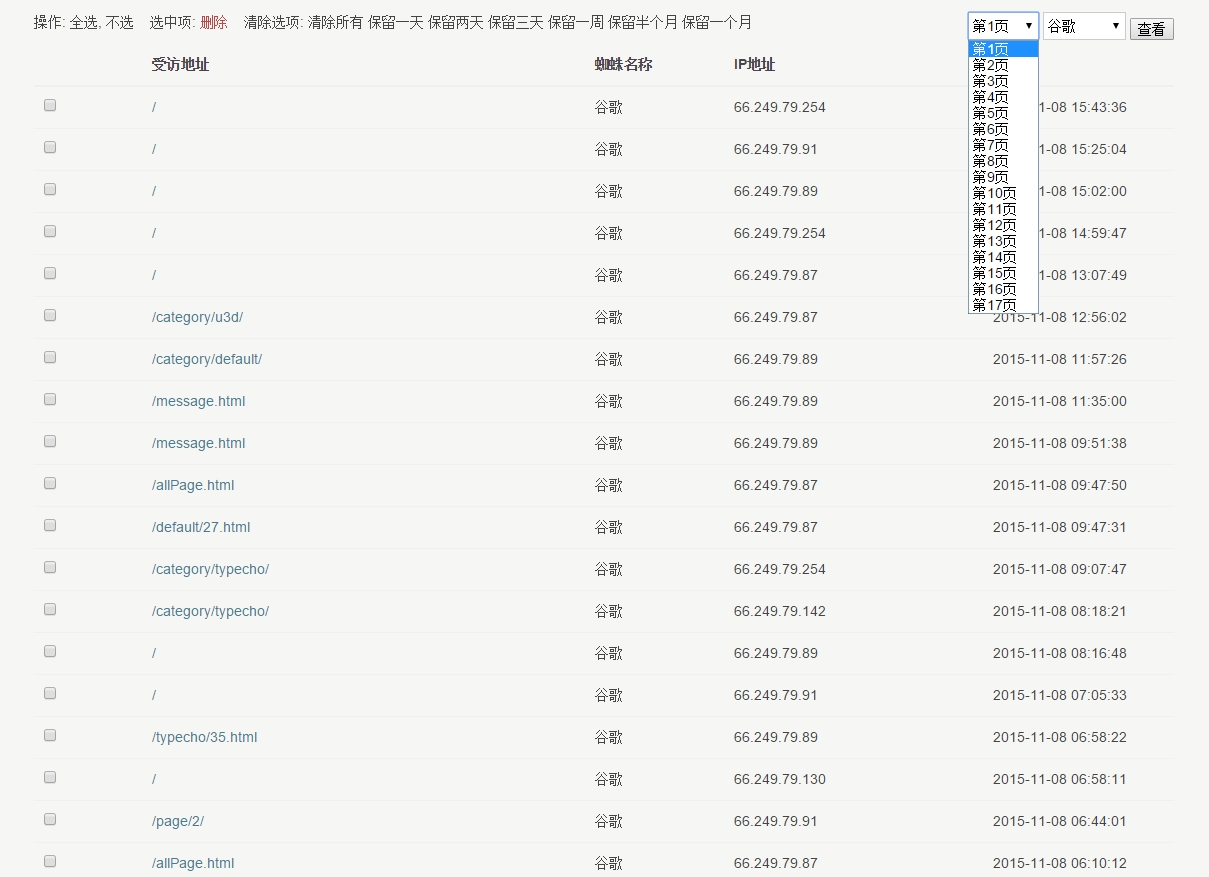 操作: 全选, 不选 选中项: 删除 清除选项: 清除所有 保留一天 保留两天 保留三天 保留一周 保留半个月 保留一个月 第1页 谷歌 查看
第1页
第2页
第3页
第4页
第5页
第6页
第7页
第8页
第9页
第10页
第11页
第12页
第13页
第14页
第15页
第16页
第17页
受访地址 蜘蛛名称 IP地址
/ 谷歌 66.249.79.254 1-08 15:43:36
/ 谷歌 66.249.79.91 1-08 15:25:04
/ 谷歌 66.249.79.89 1-08 15:02:00
/ 谷歌 66.249.79.254 1-08 14:59:47
/ 谷歌 66.249.79.87 1-08 13:07:49
/category/u3d/ 谷歌 66.249.79.87 2015-11-08 12:56:02
/category/default/ 谷歌 66.249.79.89 2015-11-08 11:57:26
/message.html 谷歌 66.249.79.89 2015-11-08 11:35:00
/message.html 谷歌 66.249.79.89 2015-11-08 09:51:38
/allPage.html 谷歌 66.249.79.87 2015-11-08 09:47:50
/default/27.html 谷歌 66.249.79.87 2015-11-08 09:47:31
/category/typecho/ 谷歌 66.249.79.254 2015-11-08 09:07:47
/category/typecho/ 谷歌 66.249.79.142 2015-11-08 08:18:21
/ 谷歌 66.249.79.89 2015-11-08 08:16:48
/ 谷歌 66.249.79.91 2015-11-08 07:05:33
/typecho/35.html 谷歌 66.249.79.89 2015-11-08 06:58:22
/ 谷歌 66.249.79.130 2015-11-08 06:58:11
/page/2/ 谷歌 66.249.79.91 2015-11-08 06:44:01
/allPage.html 谷歌 66.249.79.87 2015-11-08 06:10:12